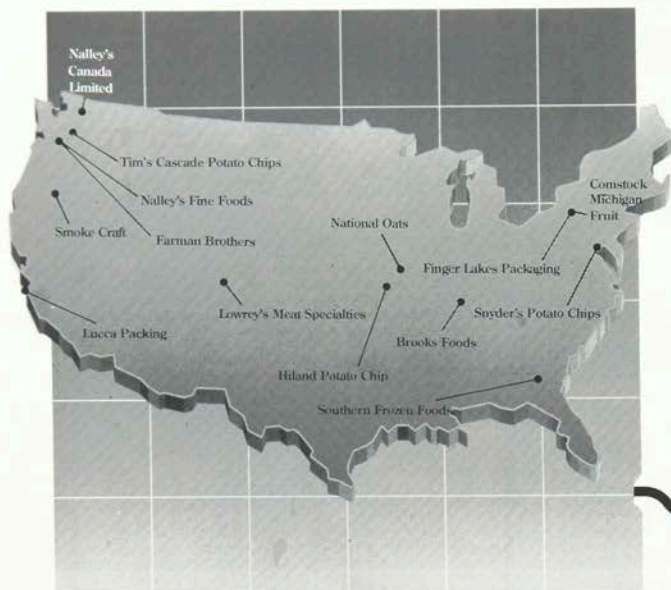 Nalley's
Canada
Limited
Tim's Cascade Potato Chips
Nalley's Fine Foods
Smoke Craft
Farman Brothers
Lucca Packing
Lowrey's Meat Specialties
National Oats
Hiland Potato Chip
Comstock
Michigan
Fruit
Finger Lakes Packaging
Snyder's Potato Chips
Brooks Foods
Southern Frozen Foods